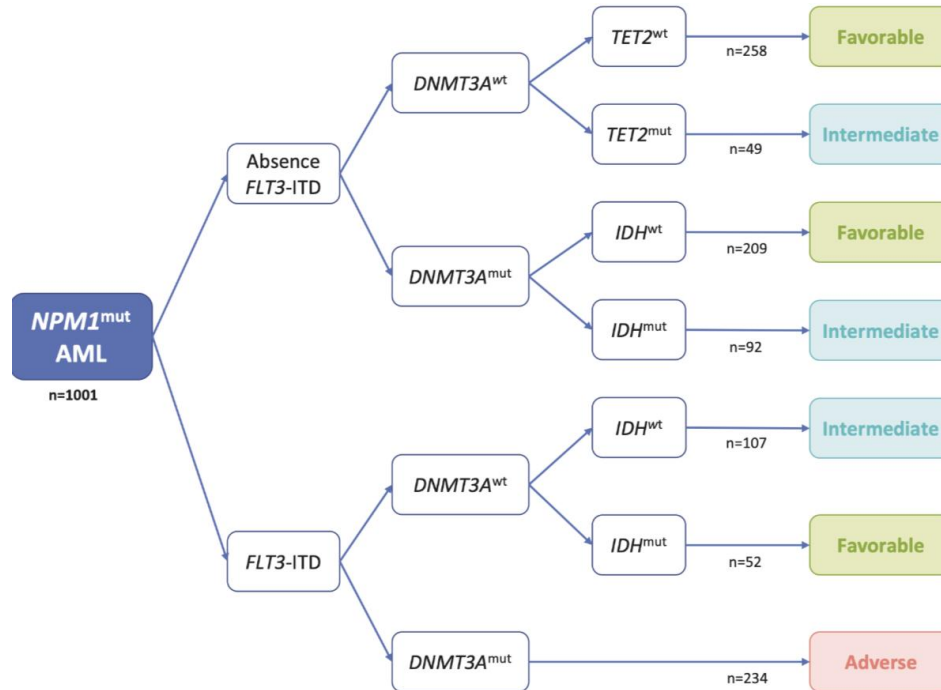 TET2wt
n=258
Favorable
DNMT3Awt
TET2mut
n=49
Intermediate
Absence
FLT3-ITD
IDHwt
n=209
Favorable
DNMT3Amut
IDHmut
n=92
Intermediate
NPM1mut
AML
n=1001
IDHwt
n=107
Intermediate
DNMT3Awt
IDHmut
n=52
Favorable
FLT3-ITD
DNMT3Amut
n=234
Adverse